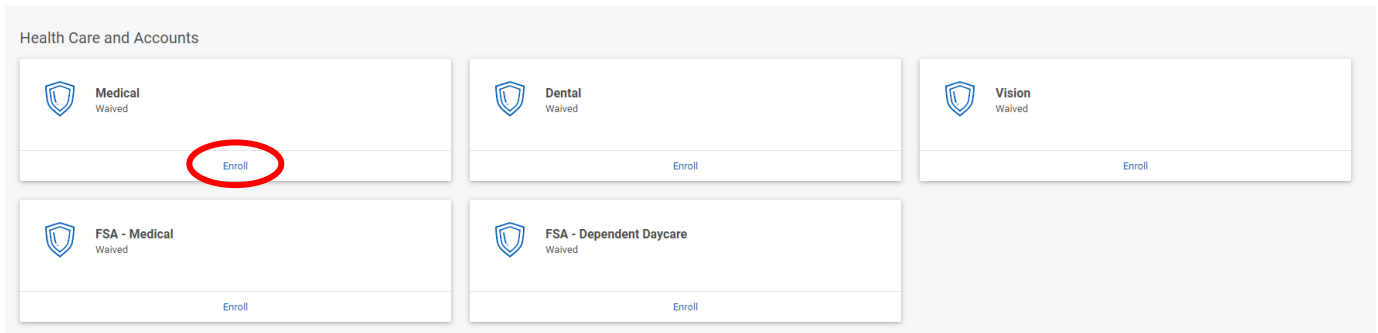 Health Care and Accounts
Medical
Waived
Enroll
Dental
Waived
Enroll
Vision
Waived
Enroll
FSA - Medical
Waived
Enroll
FSA - Dependent Daycare
Waived
Enroll